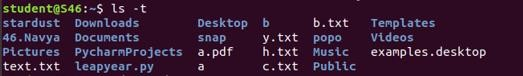 student@S46:~$ ls -t
stardust Downloads Desktop b b.txt Templates
46.Navya Documents snap y.txt popo Videos
Pictures PycharmProjects a.pdf h.txt Music examples.desktop
text.txt leapyear.py a c.txt Public